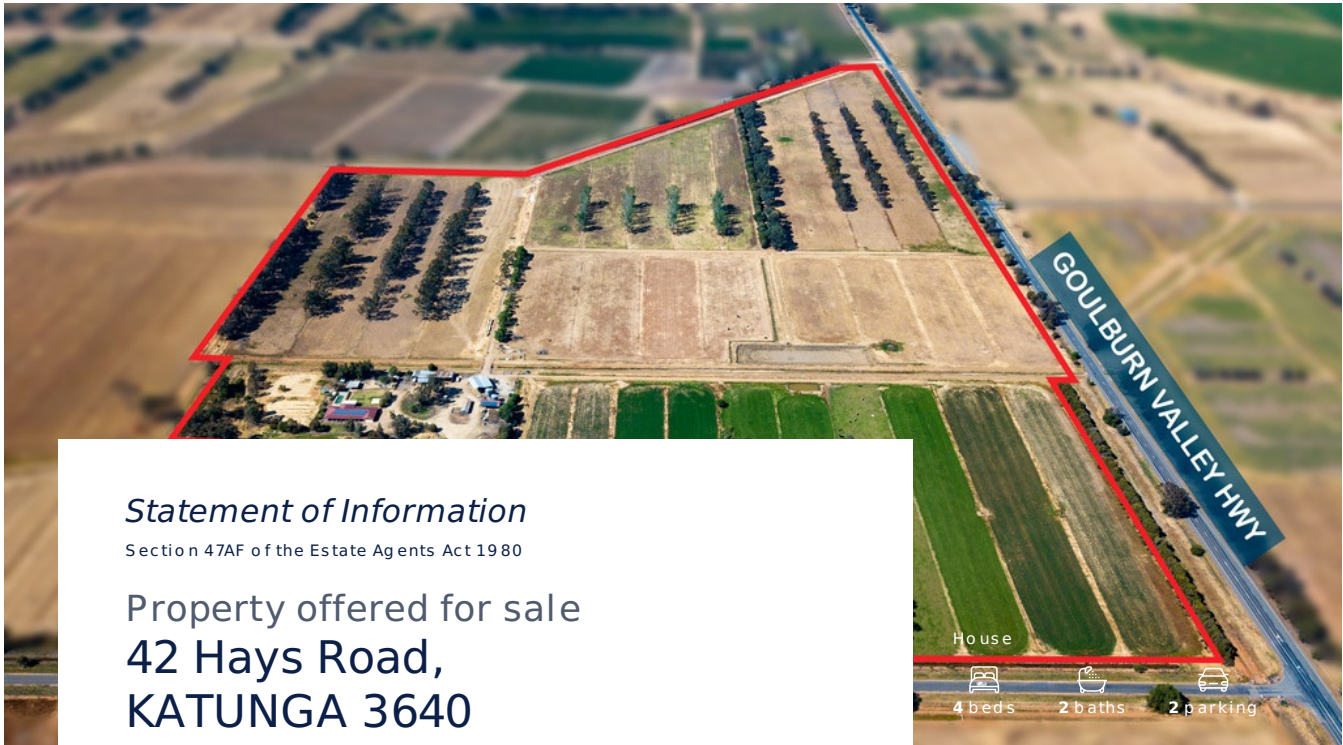 GOULBURN VALLEY HWY
Statement of Information
Section 47AF of the Estate Agents Act 1980
Property offered for sale
42 Hays Road,
KATUNGA 3640
House
4 beds 2 baths 2 parking